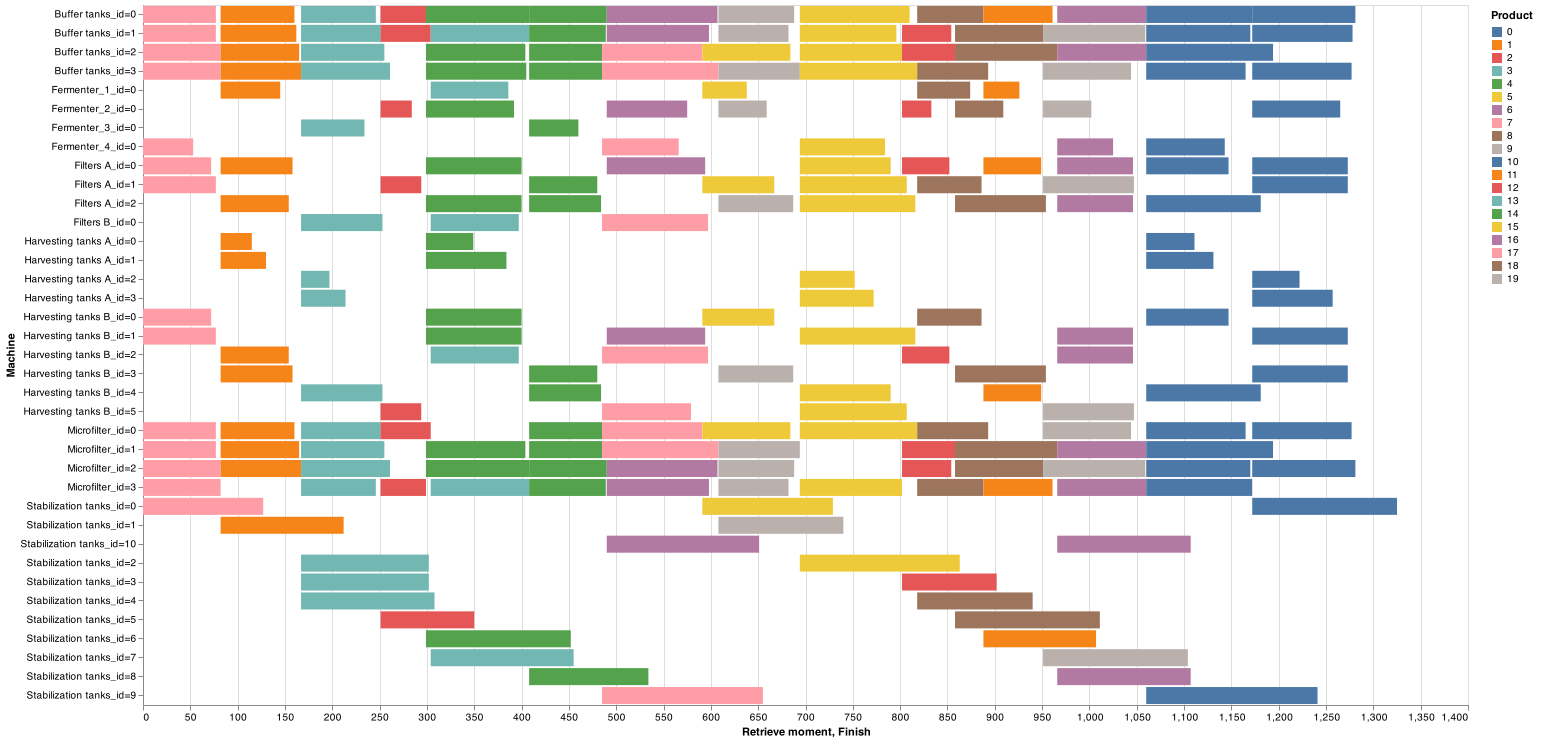 Machine
Buffer tanks_id=0
Buffer tanks_id=1
Buffer tanks_id=2
Buffer tanks_id=3
Fermenter_1_id=0
Fermenter_2_id=0
Fermenter_3_id=0
Fermenter_4_id=0
Filters A_id=0
Filters A_id=1
Filters A_id=2
Filters B_id=0
Harvesting tanks A_id=0
Harvesting tanks A_id=1
Harvesting tanks A_id=2
Harvesting tanks A_id=3
Harvesting tanks B_id=0
Harvesting tanks B_id=1
Harvesting tanks B_id=2
Harvesting tanks B_id=3
Harvesting tanks B_id=4
Harvesting tanks B_id=5
Microfilter_id=0
Microfilter_id=1
Microfilter_id=2
Microfilter_id=3
Stabilization tanks_id=0
Stabilization tanks_id=1
Stabilization tanks_id=10
Stabilization tanks_id=2
Stabilization tanks_id=3
Stabilization tanks_id=4
Stabilization tanks_id=5
Stabilization tanks_id=6
Stabilization tanks_id=7
Stabilization tanks_id=8
Stabilization tanks_id=9
0 50 100 150 200 250 300 350 400 450 500 550 600 650 700 750 800 850 900 950 1,000 1,050 1,100 1,150 1,200 1,250 1,300 1,350 1,400
Retrieve moment, Finish
Product
0
1
2
3
4
5
6
7
8
9
10
11
12
13
14
15
16
17
18
19